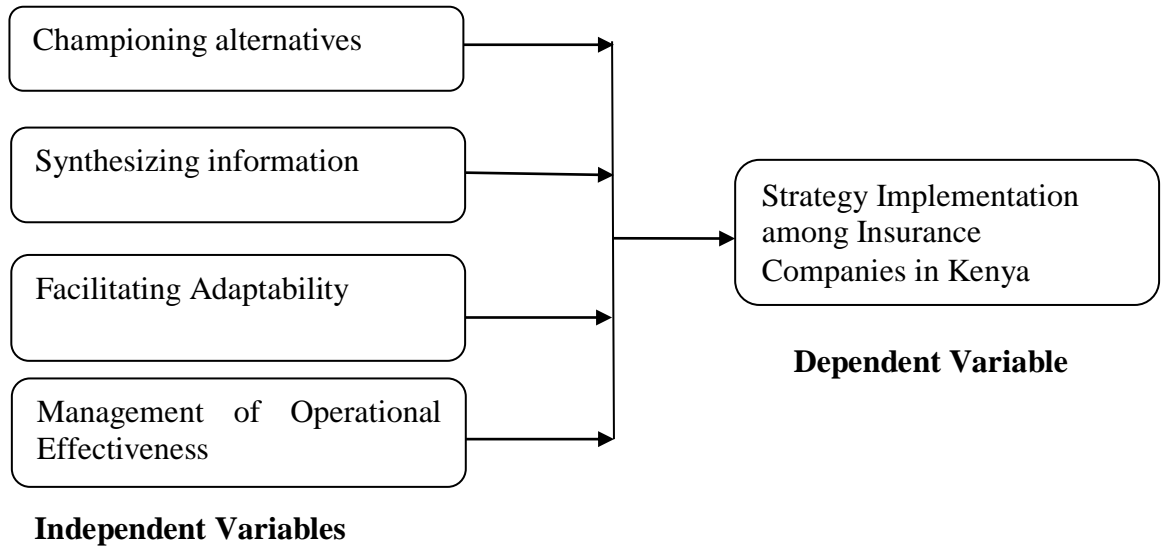 Championing alternatives
Synthesizing information
Facilitating Adaptability
Management of Operational
Effectiveness
Independent Variables
Strategy Implementation
among Insurance
Companies in Kenya
Dependent Variable